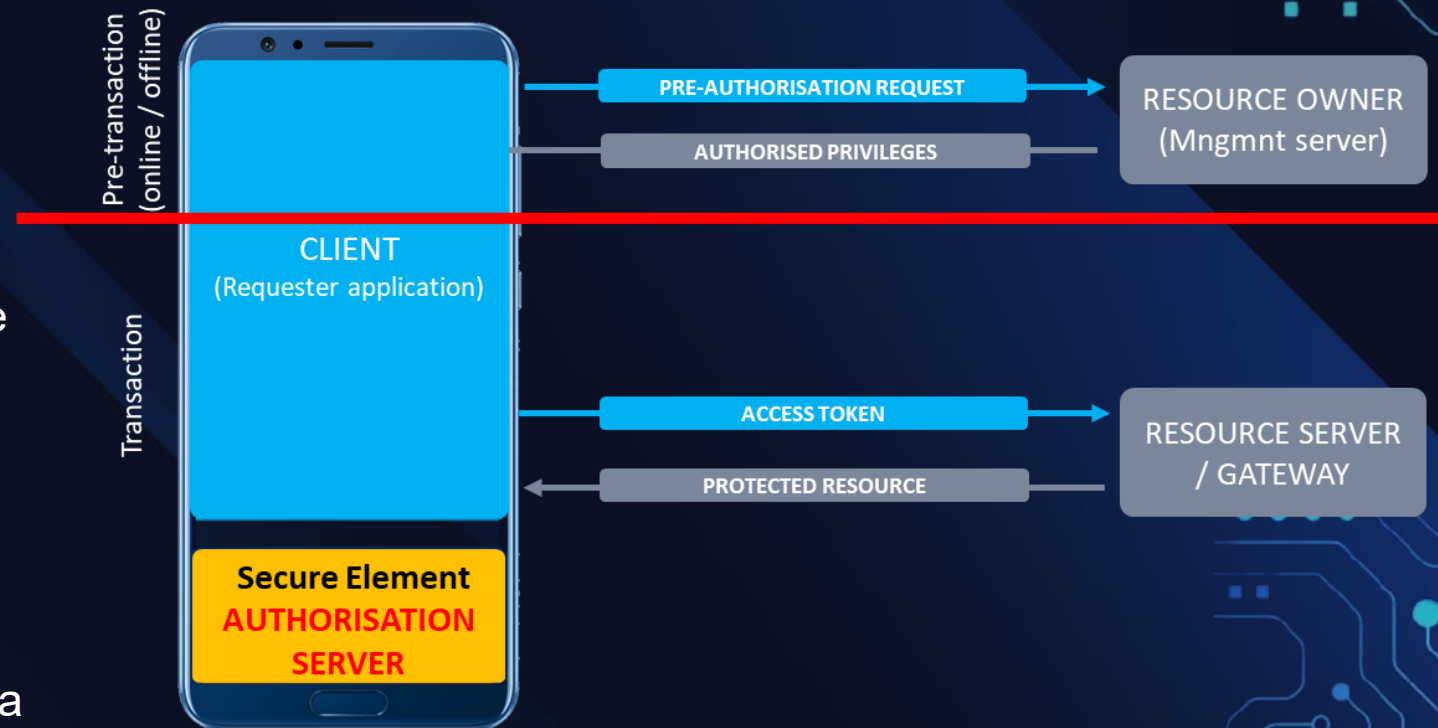 Pre-transaction
(online / offline)
PRE-AUTHORISATION REQUEST
AUTHORISED PRIVILEGES
RESOURCE OWNER
(Mngmnt server)
CLIENT
(Requester application)
e
Transaction
ACCESS TOKEN
PROTECTED RESOURCE
RESOURCE SERVER
/ GATEWAY
Secure Element
AUTHORISATION
SERVER
a